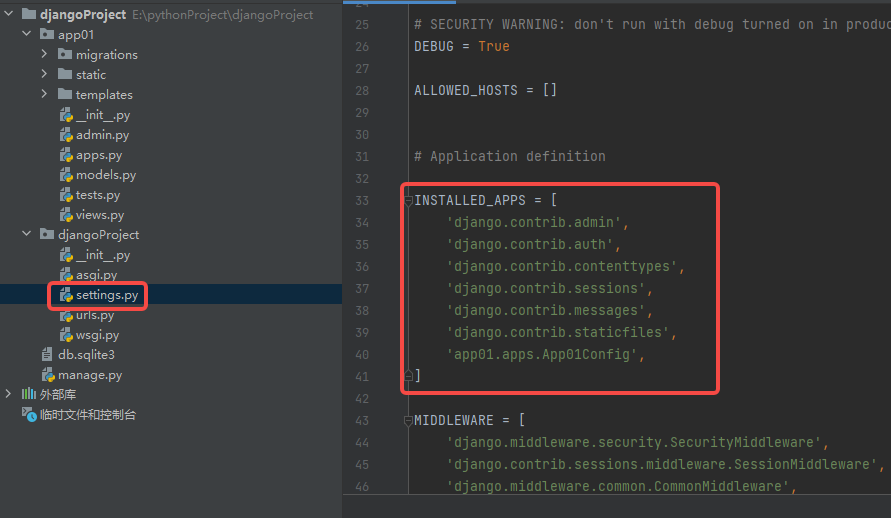 djangoProject E:\pythonProject\djangoProject
app01
migrations
static
templates
__init__.py
admin.py
apps.py
models.py
tests.py
views.py
djangoProject
__init__.py
asgi.py
settings.py
urls.py
wsgi.py
db.sqlite3
manage.py
外部库
临时文件和控制台
25 # SECURITY WARNING: don't run with debug turned on in produc
26 DEBUG = True
27
28 ALLOWED_HOSTS = []
29
30
31 # Application definition
32
33 INSTALLED_APPS = [
34 'django.contrib.admin',
35 'django.contrib.auth',
36 'django.contrib.contenttypes',
37 'django.contrib.sessions',
38 'django.contrib.messages',
39 'django.contrib.staticfiles',
40 'app01.apps.App01Config',
41 ]
42
43 MIDDLEWARE = [
44 'django.middleware.security.SecurityMiddleware',
45 'django.contrib.sessions.middleware.SessionMiddleware',
46 'django.middleware.common.CommonMiddleware',